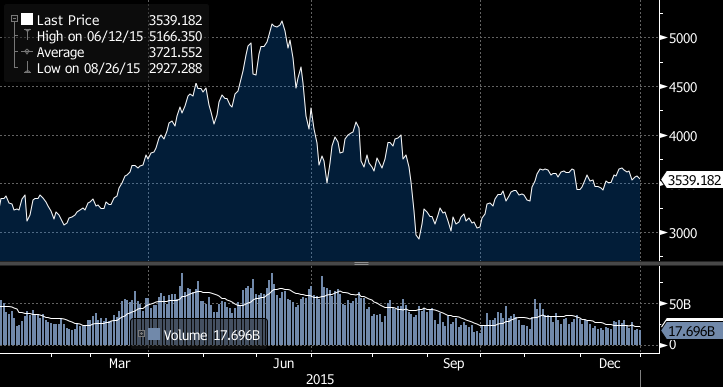 Last Price 3539.182
High on 06/12/15 5166.350
Average 3721.552
Low on 08/26/15 2927.288
5000
4500
4000
3539.182
3000
50B
Volume 17.696B
17.696B
0
Mar Jun Sep Dec
2015